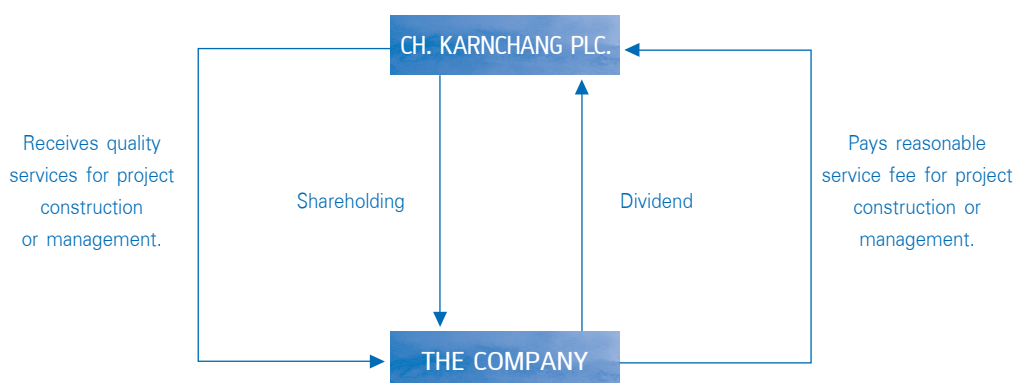 CH. KARNCHANG PLC.
Receives quality
services for project
construction
or management.
Shareholding
Dividend
Pays reasonable
service fee for project
construction or
management.
THE COMPANY